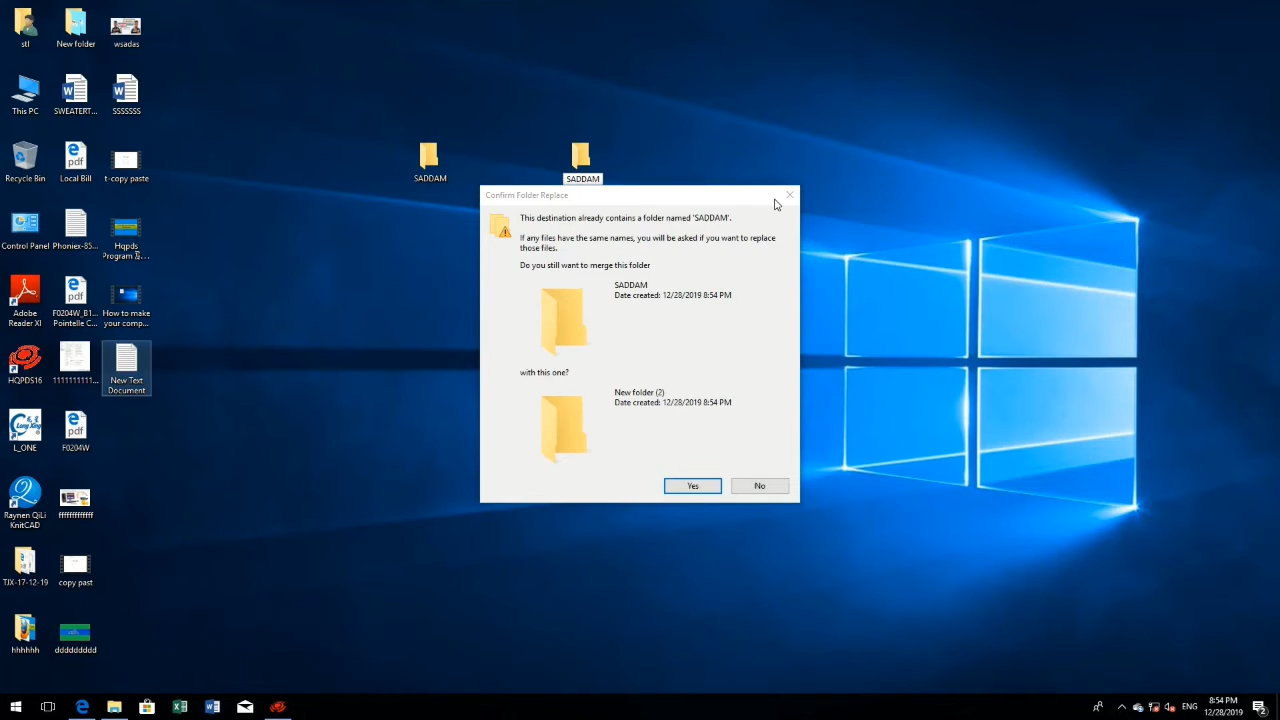 stl
New folder
wsadas
This PC
SWEATERT...
SSSSSSS
Recycle Bin
Local Bill
t-copy paste
Control Panel
Phoniex-85...
Hqpds
Adobe
Reader XI
F0204W_B1...
Pointelle C...
How to make
your comp...
HQPDS16
1111111111...
New Text
Document
L_ONE
F0204W
Raynen QiLi
KnitCAD
ffffffffffffff
TJX-17-12-19
copy past
hhhhhh
ddddddddd
SADDAM
SADDAM
Confirm Folder Replace
This destination already contains a folder named 'SADDAM'.
If any files have the same names, you will be asked if you want to replace
those files.
Do you still want to merge this folder
SADDAM
Date created: 12/28/2019 8:54 PM
with this one?
New folder (2)
Date created: 12/28/2019 8:54 PM
Yes
No
ENG
8:54 PM
12/28/2019
2